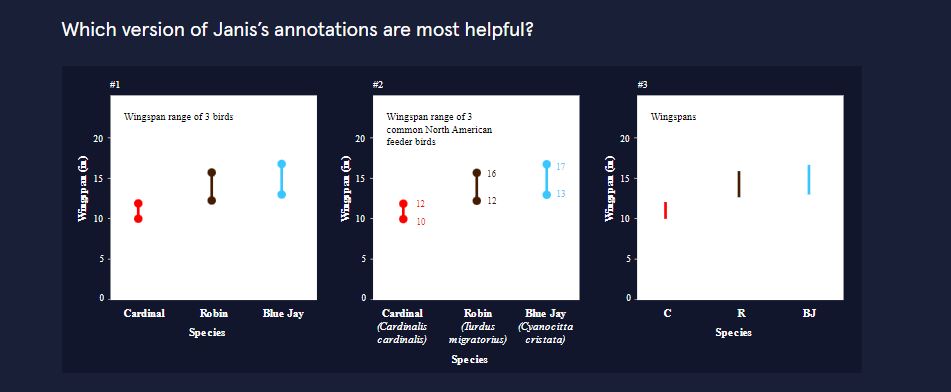 Which version of Janis's annotations are most helpful?
#1
Wingspan range of 3 birds
Wingspan (in)
20
15
10
5
0
Cardinal Robin Blue Jay
Species
#2
Wingspan range of 3
common North American
feeder birds
Wingspan (in)
20
15
10
5
0
12
10
16
12
17
13
Cardinal Robin Blue Jay
(Cardinalis (Turdus (Cyanocitta
cardinalis) migratorius) cristata)
Species
#3
Wingspans
Wingspan (in)
20
15
10
5
0
C R BJ
Species